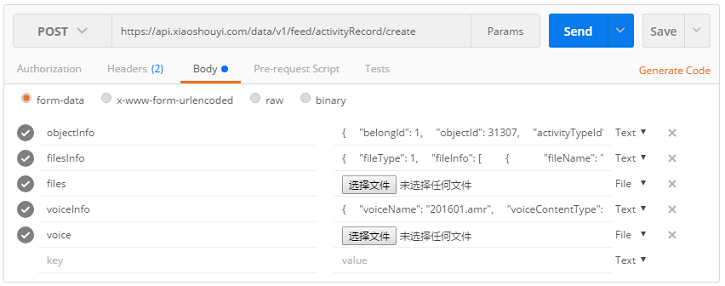 POST https://api.xiaoshouyi.com/data/v1/feed/activityRecord/create Params Send Save
Authorization Headers (2) Body Pre-request Script Tests Generate Code
form-data x-www-form-urlencoded raw binary
objectInfo { "belongId": 1, "objectId": 31307, "activityTypeId" Text
filesInfo { "fileType": 1, "fileInfo": [ { "fileName": " Text
files 选择文件 未选择任何文件 File
voiceInfo { "voiceName": "201601.amr", "voiceContentType": Text
voice 选择文件 未选择任何文件 File
key value Text